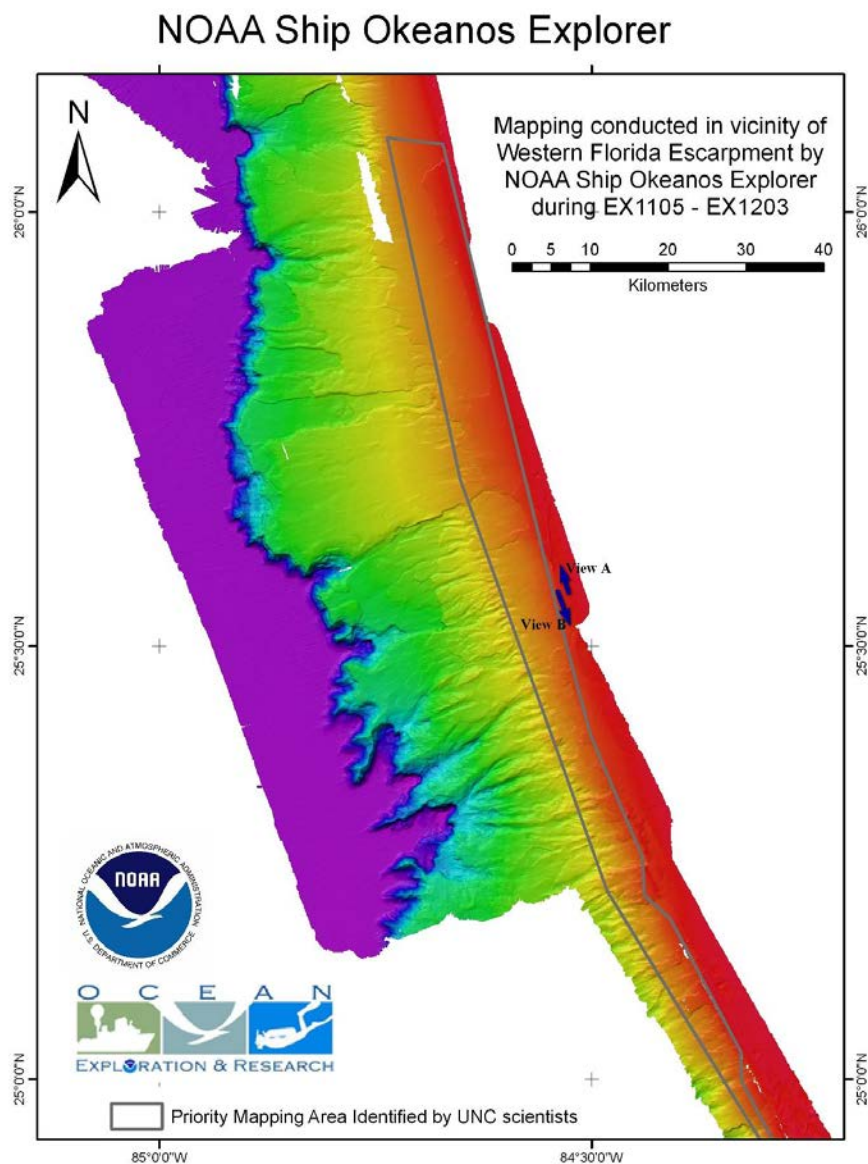 NOAA Ship Okeanos Explorer
N
Mapping conducted in vicinity of
Western Florida Escarpment by
NOAA Ship Okeanos Explorer
during EX1105 - EX1203
0 5 10 20 30 40
Kilometers
26°0'0"N
26°0'0"N
View A
View B
25°30'0"N
25°30'0"N
NATIONAL OCEANIC AND ATMOSPHERIC ADMINISTRATION
NOAA
U.S. DEPARTMENT OF COMMERCE
OCEAN
EXPLORATION & RESEARCH
25°0'0"N
25°0'0"N
Priority Mapping Area Identified by UNC scientists
85°0'0"W
84°30'0"W